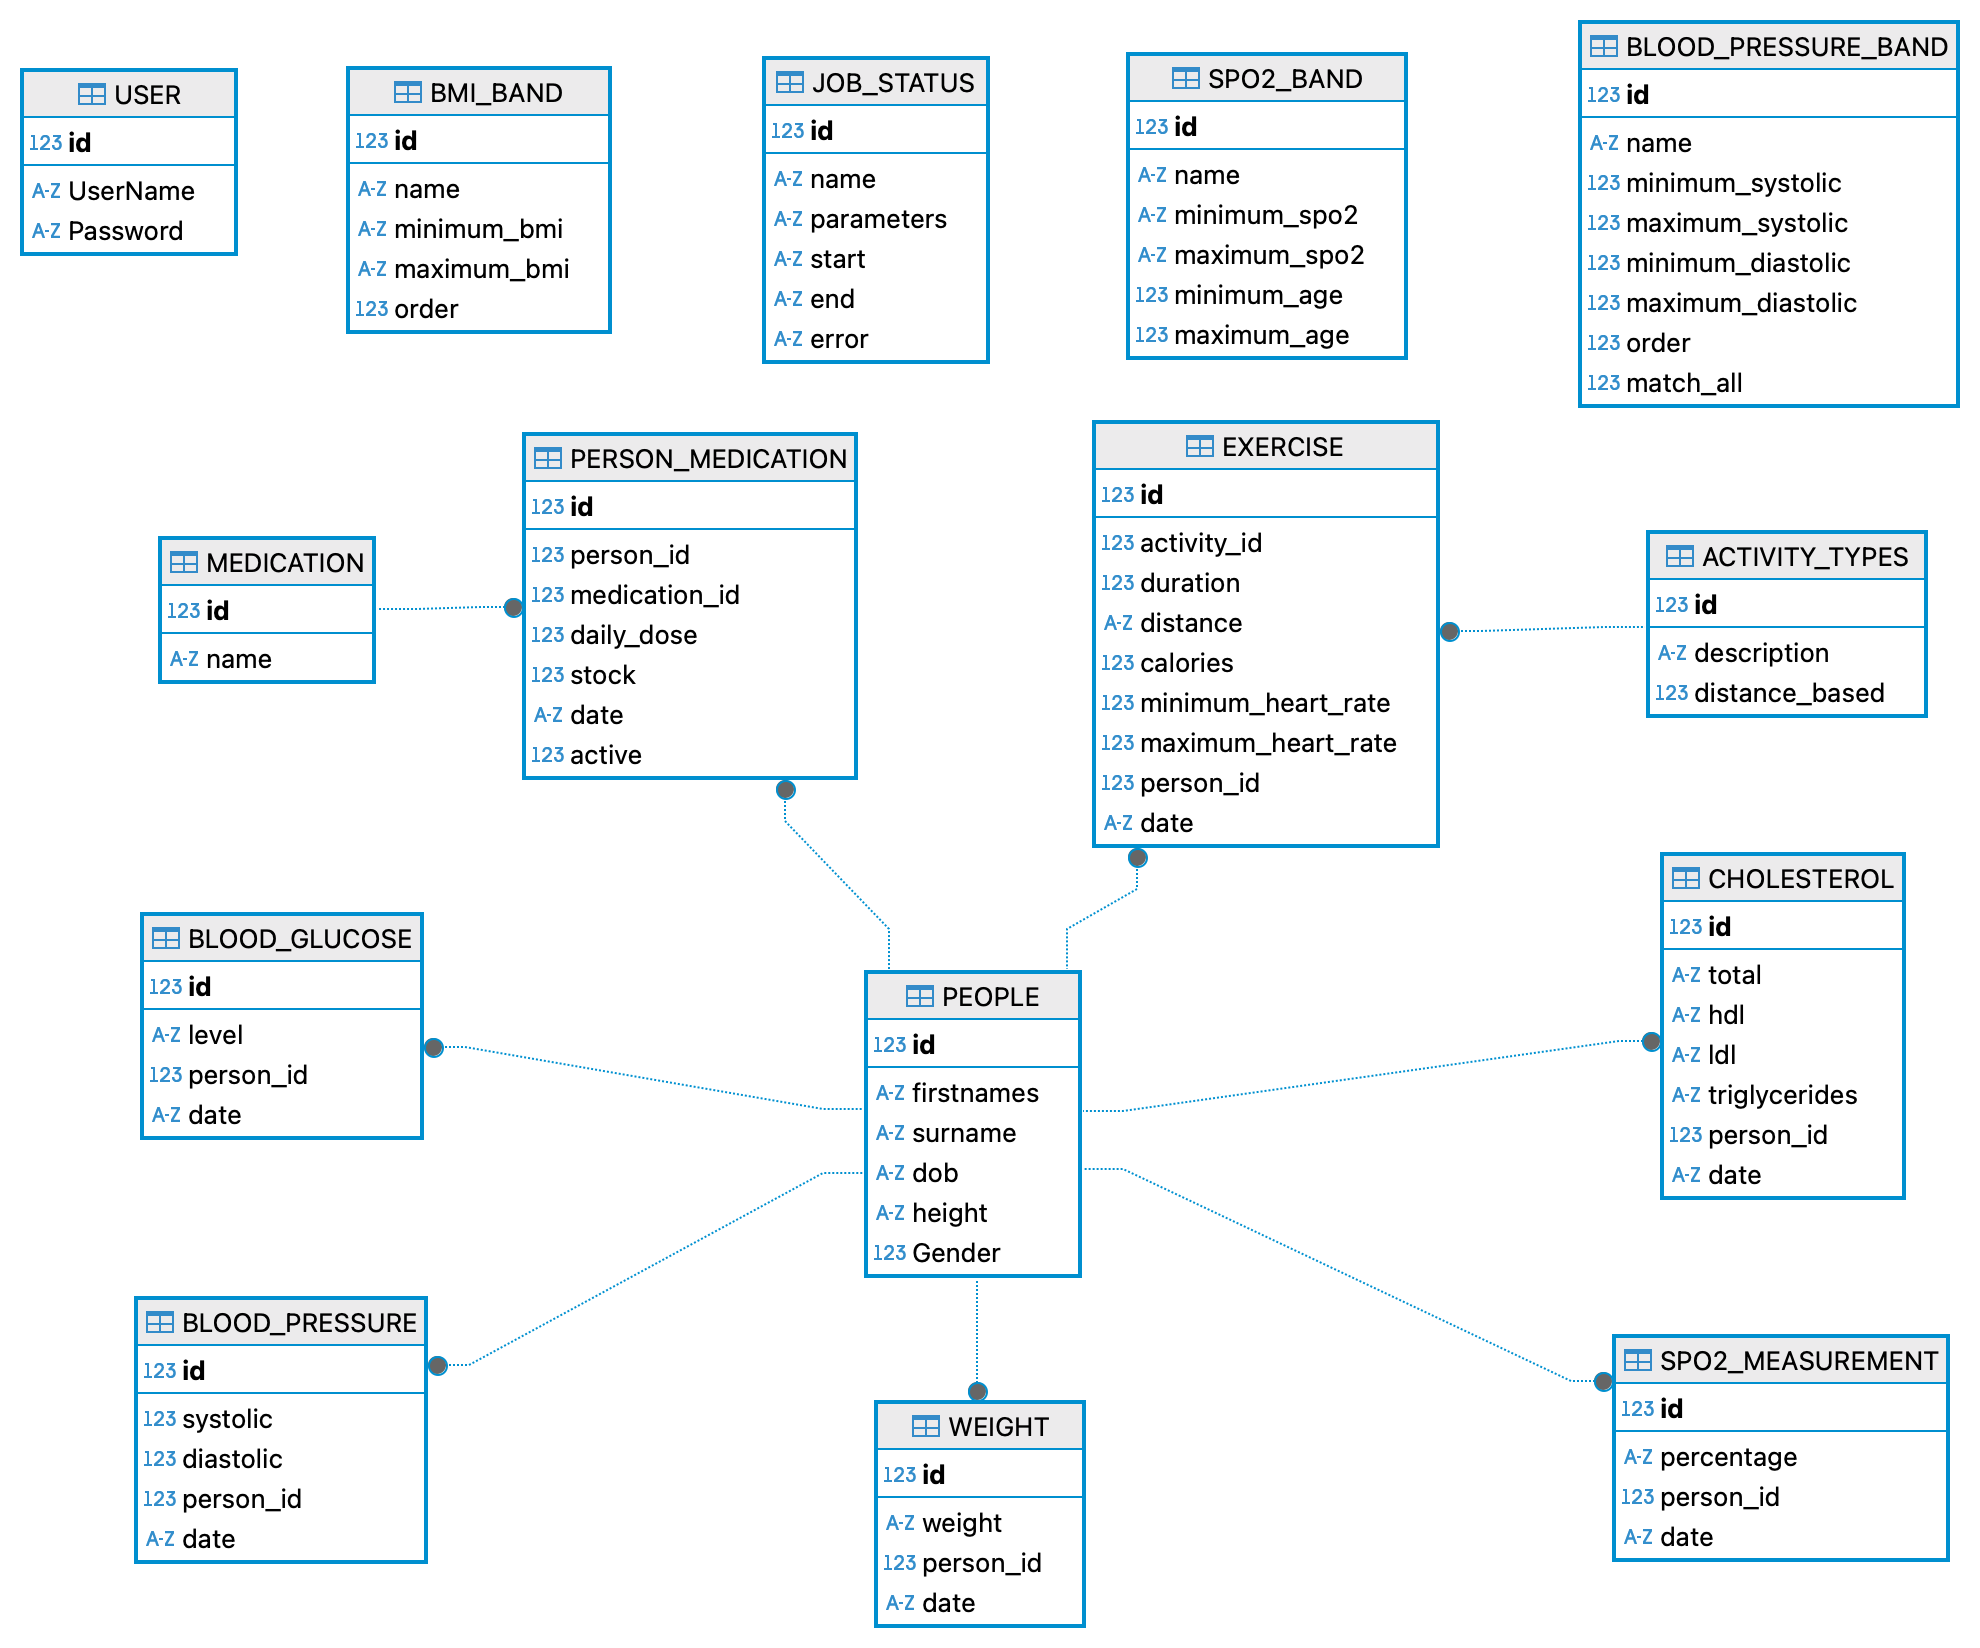 USER
123 id
A-Z UserName
A-Z Password
BMI_BAND
123 id
A-Z name
A-Z minimum_bmi
A-Z maximum_bmi
123 order
JOB_STATUS
123 id
A-Z name
A-Z parameters
A-Z start
A-Z end
A-Z error
SPO2_BAND
123 id
A-Z name
A-Z minimum_spo2
A-Z maximum_spo2
123 minimum_age
123 maximum_age
BLOOD_PRESSURE_BAND
123 id
A-Z name
123 minimum_systolic
123 maximum_systolic
123 minimum_diastolic
123 maximum_diastolic
123 order
123 match_all
MEDICATION
123 id
A-Z name
PERSON_MEDICATION
123 id
123 person_id
123 medication_id
123 daily_dose
123 stock
A-Z date
123 active
EXERCISE
123 id
123 activity_id
123 duration
A-Z distance
123 calories
123 minimum_heart_rate
123 maximum_heart_rate
123 person_id
A-Z date
ACTIVITY_TYPES
123 id
A-Z description
123 distance_based
BLOOD_GLUCOSE
123 id
A-Z level
123 person_id
A-Z date
PEOPLE
123 id
A-Z firstnames
A-Z surname
A-Z dob
A-Z height
123 Gender
CHOLESTEROL
123 id
A-Z total
A-Z hdl
A-Z ldl
A-Z triglycerides
123 person_id
A-Z date
BLOOD_PRESSURE
123 id
123 systolic
123 diastolic
123 person_id
A-Z date
WEIGHT
123 id
A-Z weight
123 person_id
A-Z date
SPO2_MEASUREMENT
123 id
A-Z percentage
123 person_id
A-Z date